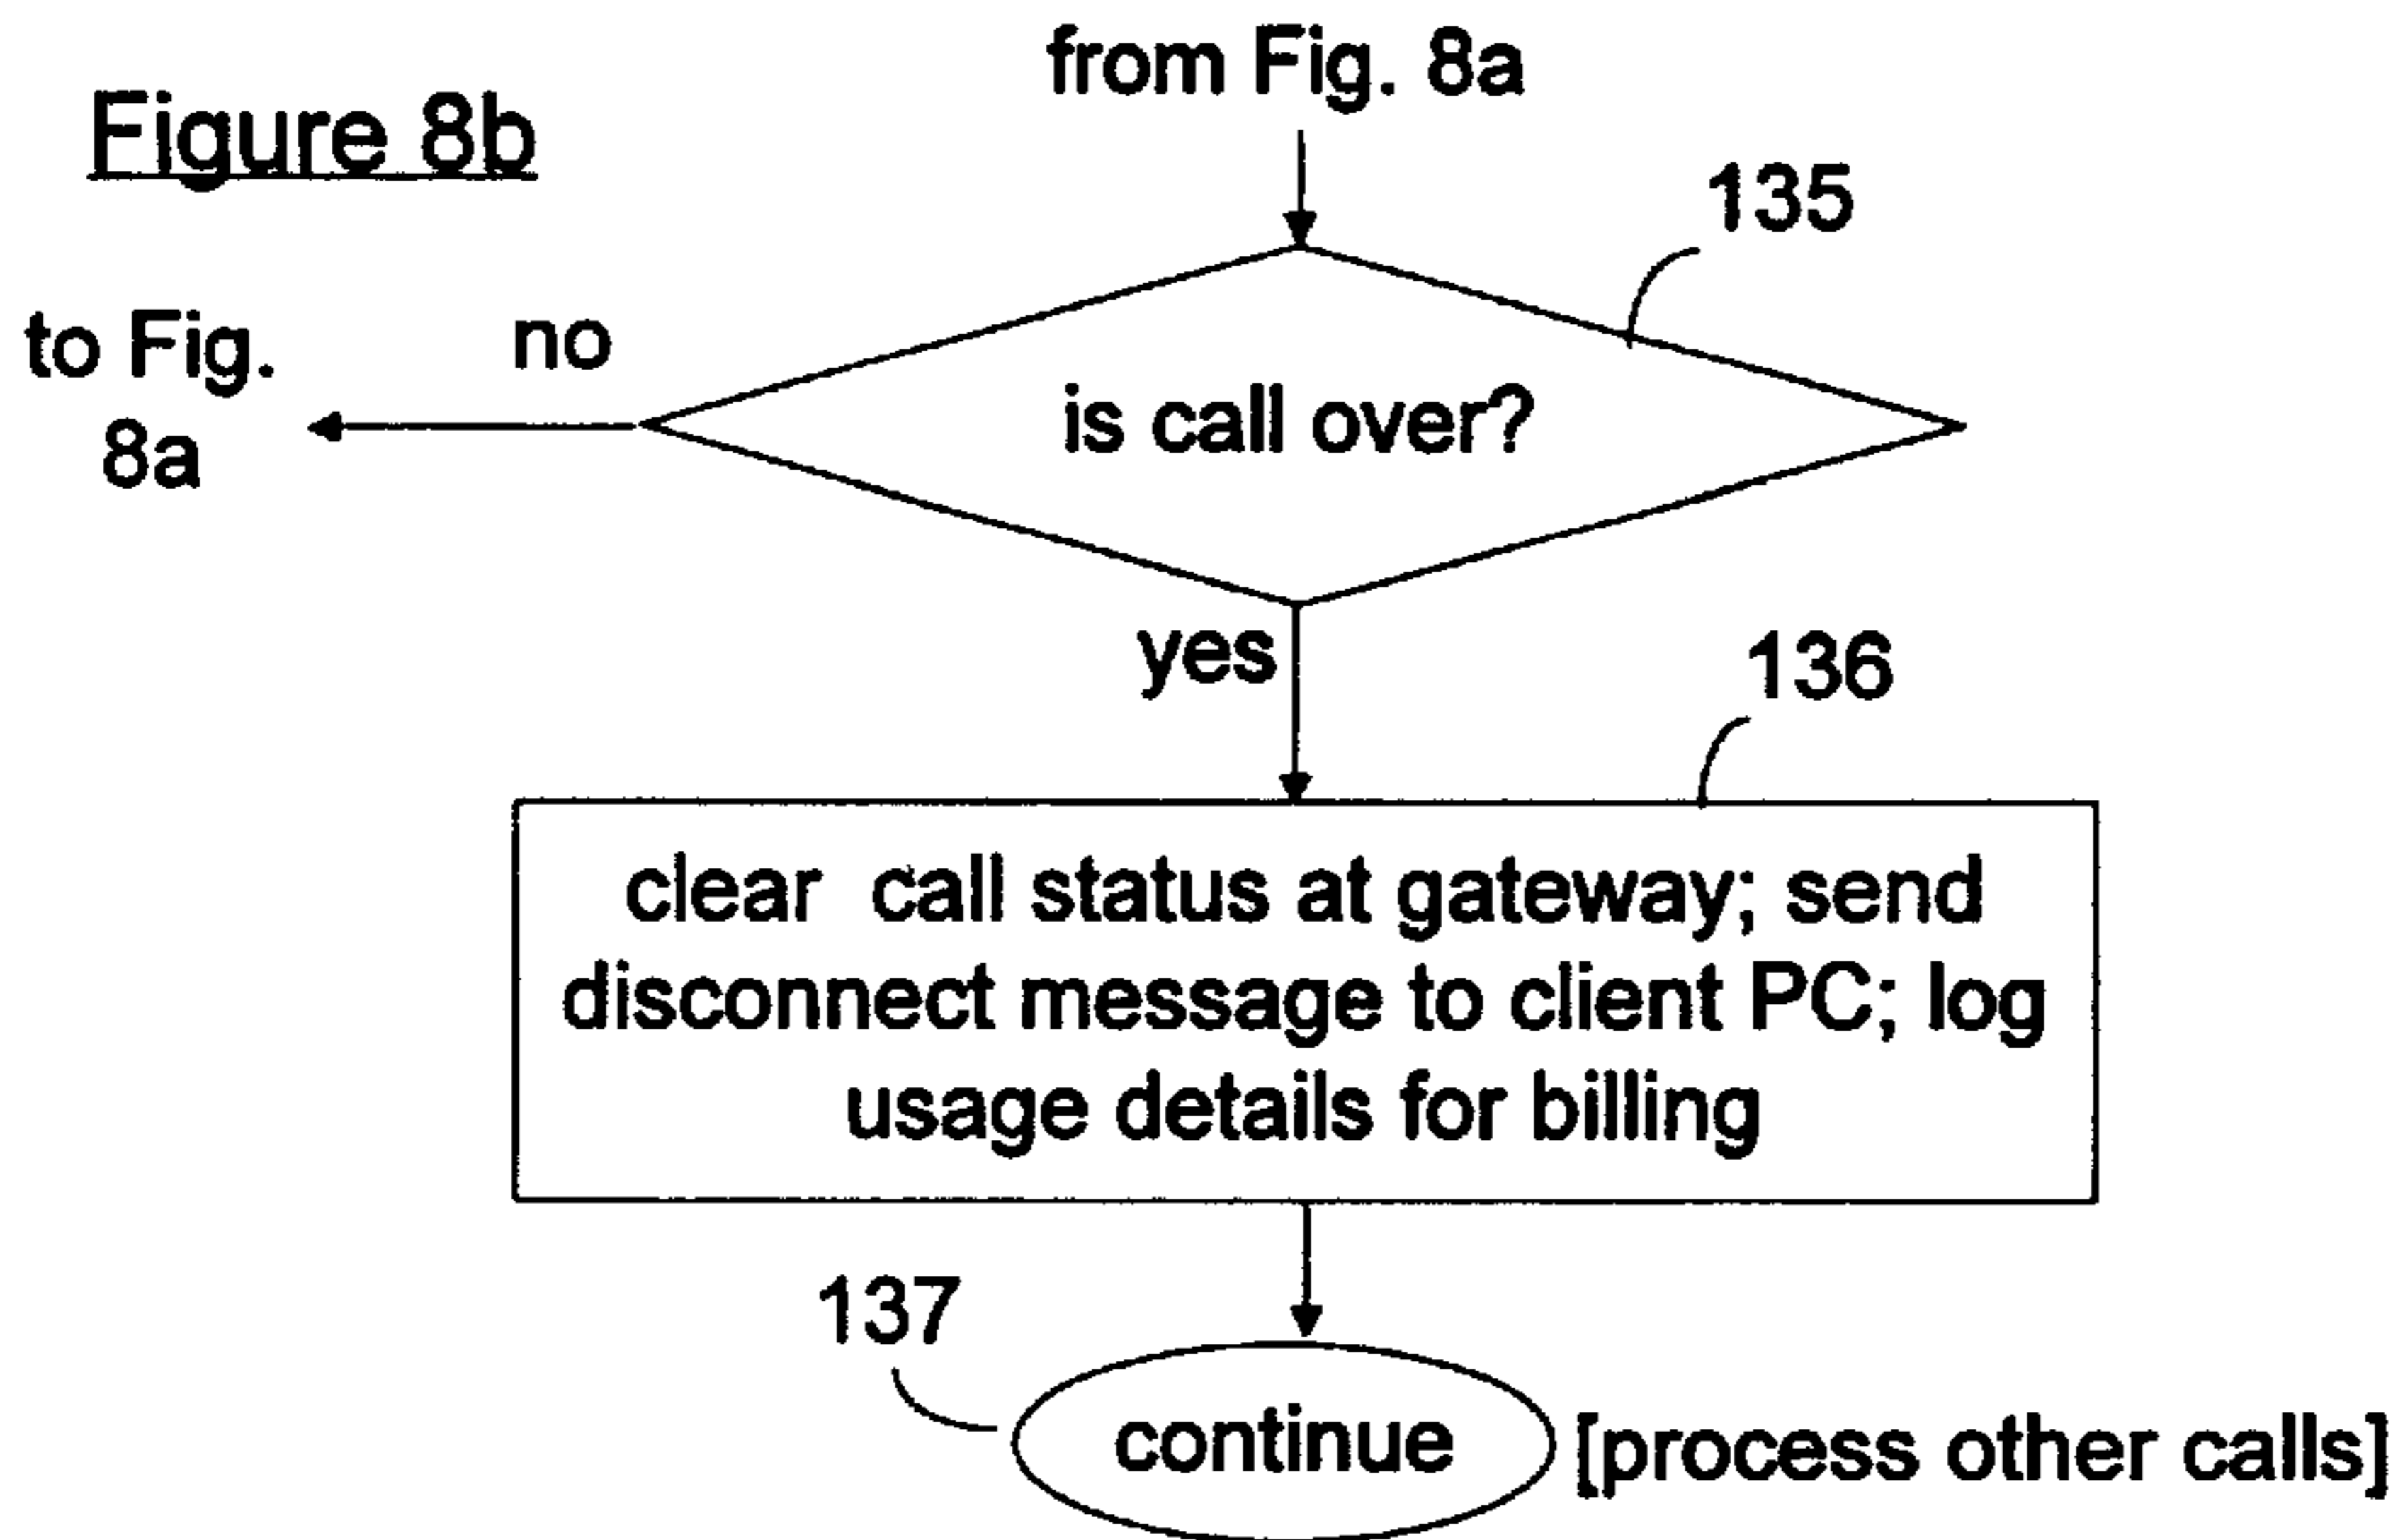 Figure 8b
from Fig. 8a
135
to Fig.
8a
no
is call over?
yes
136
clear call status at gateway; send
disconnect message to client PC; log
usage details for billing
137
continue
[process other calls]